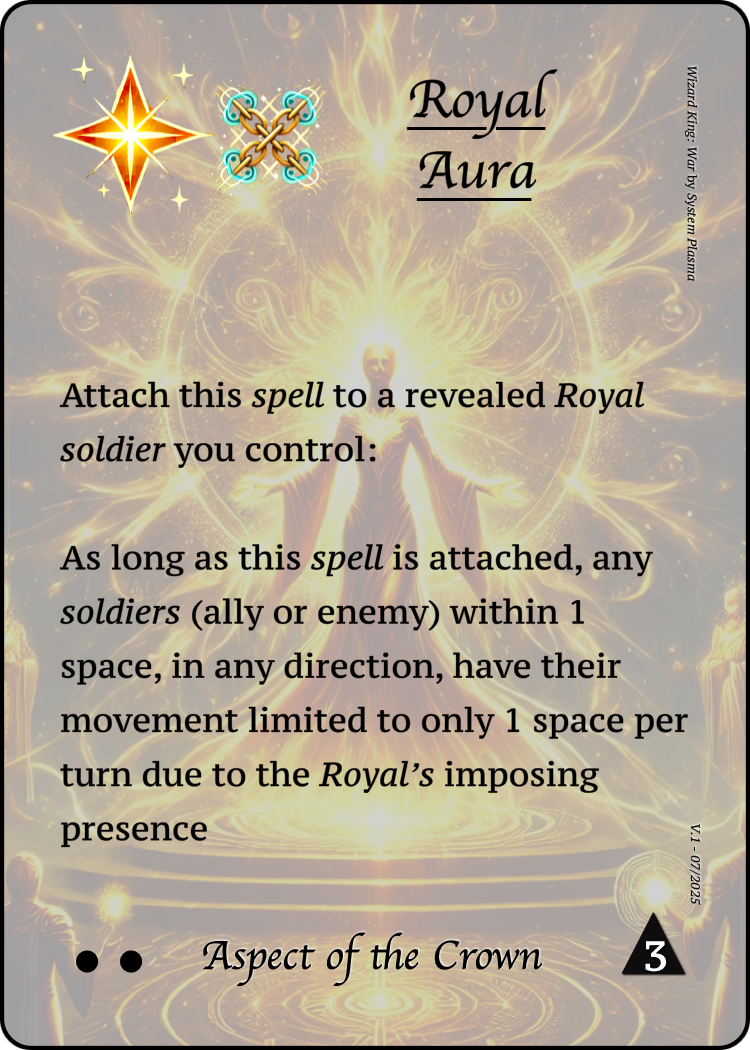 Royal
Aura
Wizard King: War by System Plasma
Attach this spell to a revealed Royal
soldier you control:
As long as this spell is attached, any
soldiers (ally or enemy) within 1
space, in any direction, have their
movement limited to only 1 space per
turn due to the Royal’s imposing
presence
V.1 - 07/2025
Aspect of the Crown
3